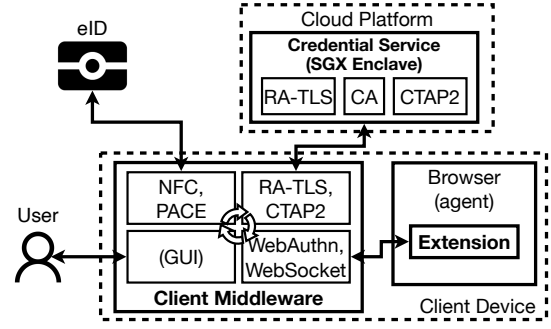 eID
Cloud Platform
Credential Service
(SGX Enclave)
RA-TLS
CA
CTAP2
NFC,
PACE
RA-TLS,
CTAP2
Browser
(agent)
User
(GUI)
WebAuthn,
WebSocket
Extension
Client Middleware
Client Device